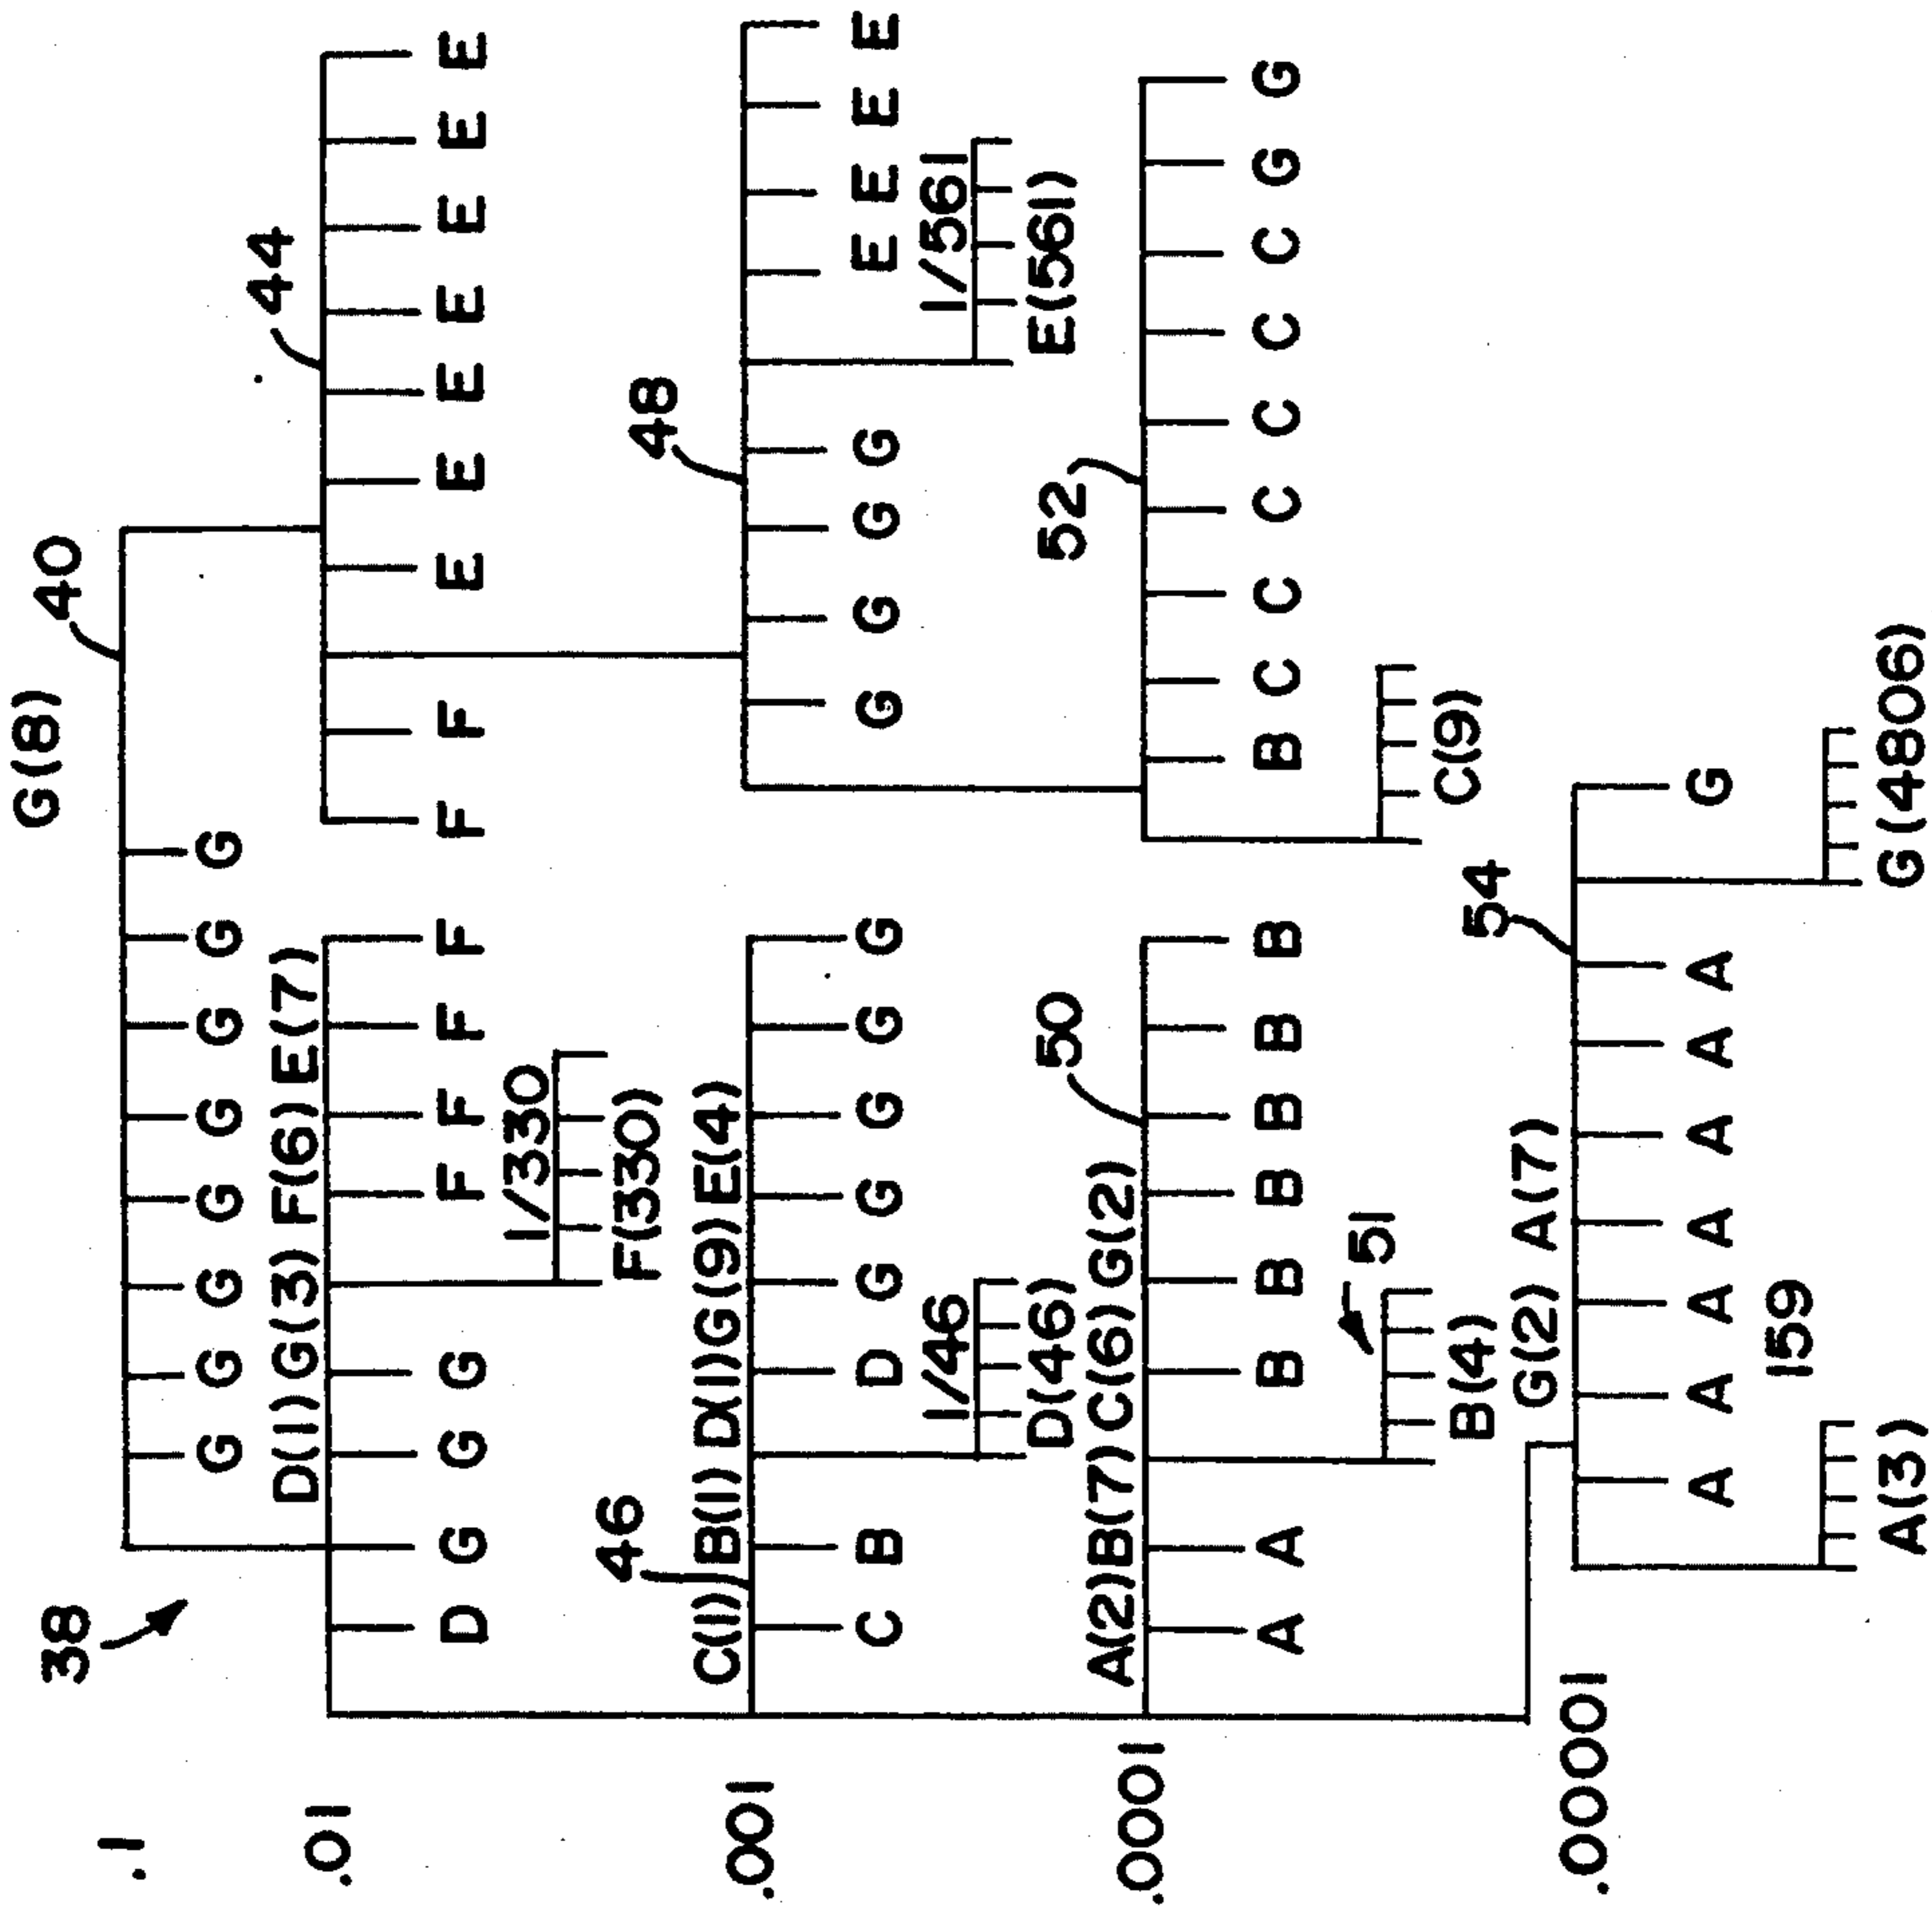 G(8)
38 40
.1
G G G G G G G G
44
D(1) G(3) F(6) E(7)
.01
D G G G F F F F F F E E E E E E E
1/330
F(330)
46 48
C(1) B(1) D(1) G(9) E(4)
.001
C B D G G G G G G G G G E E E E
1/46 1/561
D(46) E(561)
50 52
A(2) B(7) C(6) G(2)
.0001
A A B B B B B B B C C C C C C G G
51
B(4) C(9)
54
G(2) A(7)
.00001
A A A A A A A G
159
A(3) G(4806)